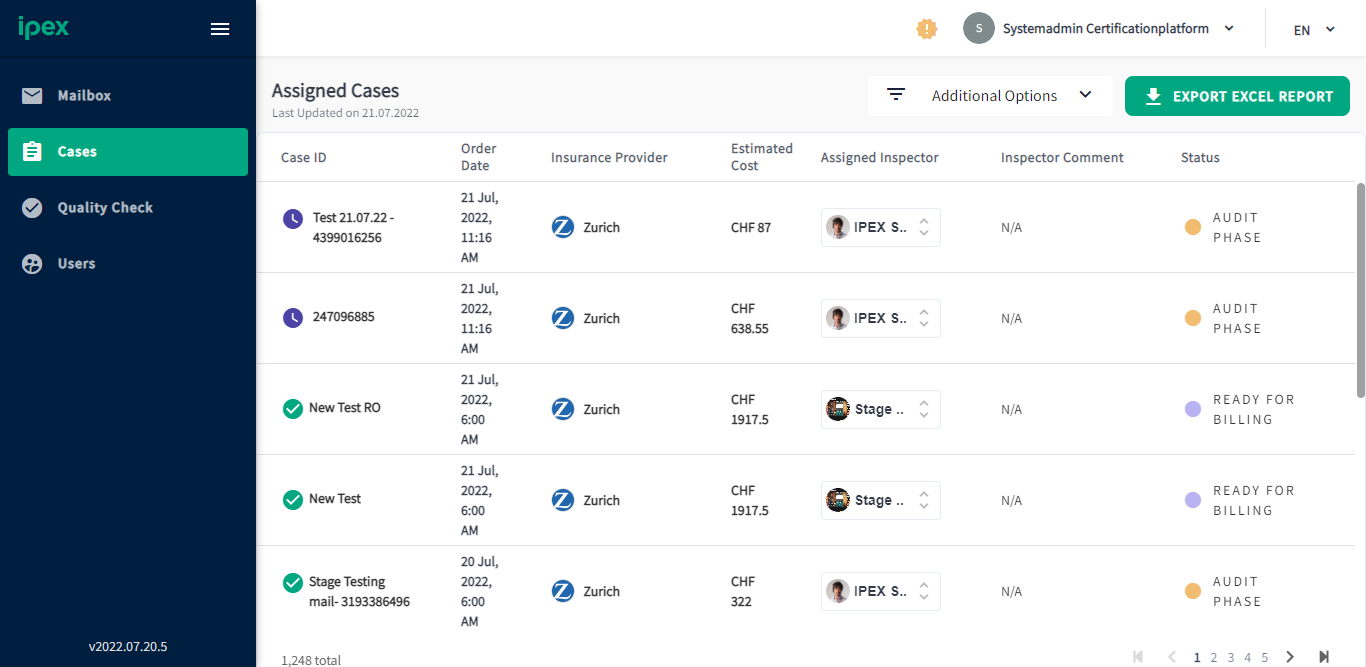 ipex
Mailbox
Cases
Quality Check
Users
v2022.07.20.5
S
Systemadmin Certificationplatform
EN
Assigned Cases
Last Updated on 21.07.2022
Additional Options
EXPORT EXCEL REPORT
Case ID
Order
Date
Insurance Provider
Estimated
Cost
Assigned Inspector
Inspector Comment
Status
Test 21.07.22 -
4399016256
21 Jul,
2022,
11:16
AM
Zurich
CHF 87
IPEX S..
N/A
AUDIT
PHASE
247096885
21 Jul,
2022,
11:16
AM
Zurich
CHF
638.55
IPEX S..
N/A
AUDIT
PHASE
New Test RO
21 Jul,
2022,
6:00
AM
Zurich
CHF
1917.5
Stage ..
N/A
READY FOR
BILLING
New Test
21 Jul,
2022,
6:00
AM
Zurich
CHF
1917.5
Stage ..
N/A
READY FOR
BILLING
Stage Testing
mail- 3193386496
20 Jul,
2022,
6:00
AM
Zurich
CHF
322
IPEX S..
N/A
AUDIT
PHASE
1,248 total
1 2 3 4 5